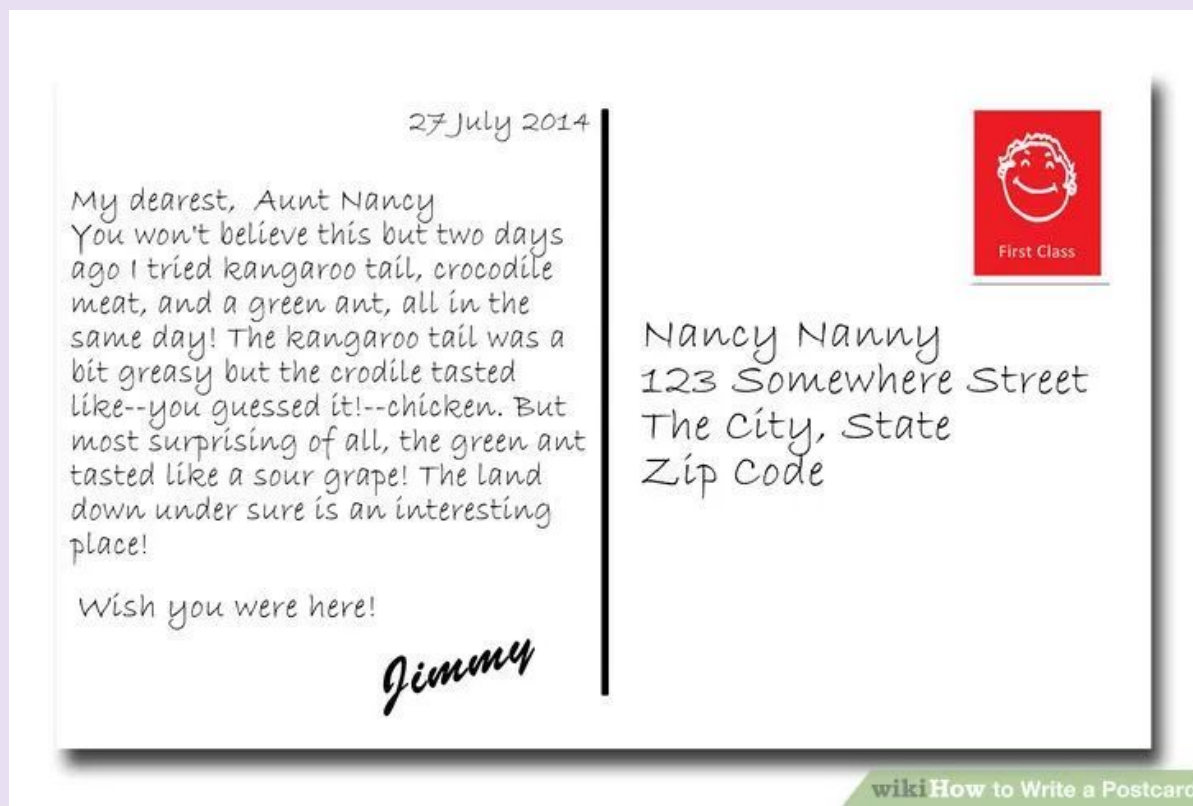 27 July 2014
My dearest, Aunt Nancy
You won't believe this but two days
ago I tried kangaroo tail, crocodile
meat, and a green ant, all in the
same day! The kangaroo tail was a
bit greasy but the crodile tasted
like--you guessed it!--chicken. But
most surprising of all, the green ant
tasted like a sour grape! The land
down under sure is an interesting
place!
Wish you were here!
Jimmy
First Class
Nancy Nanny
123 Somewhere Street
The City, State
Zip Code
wikiHow to Write a Postcard